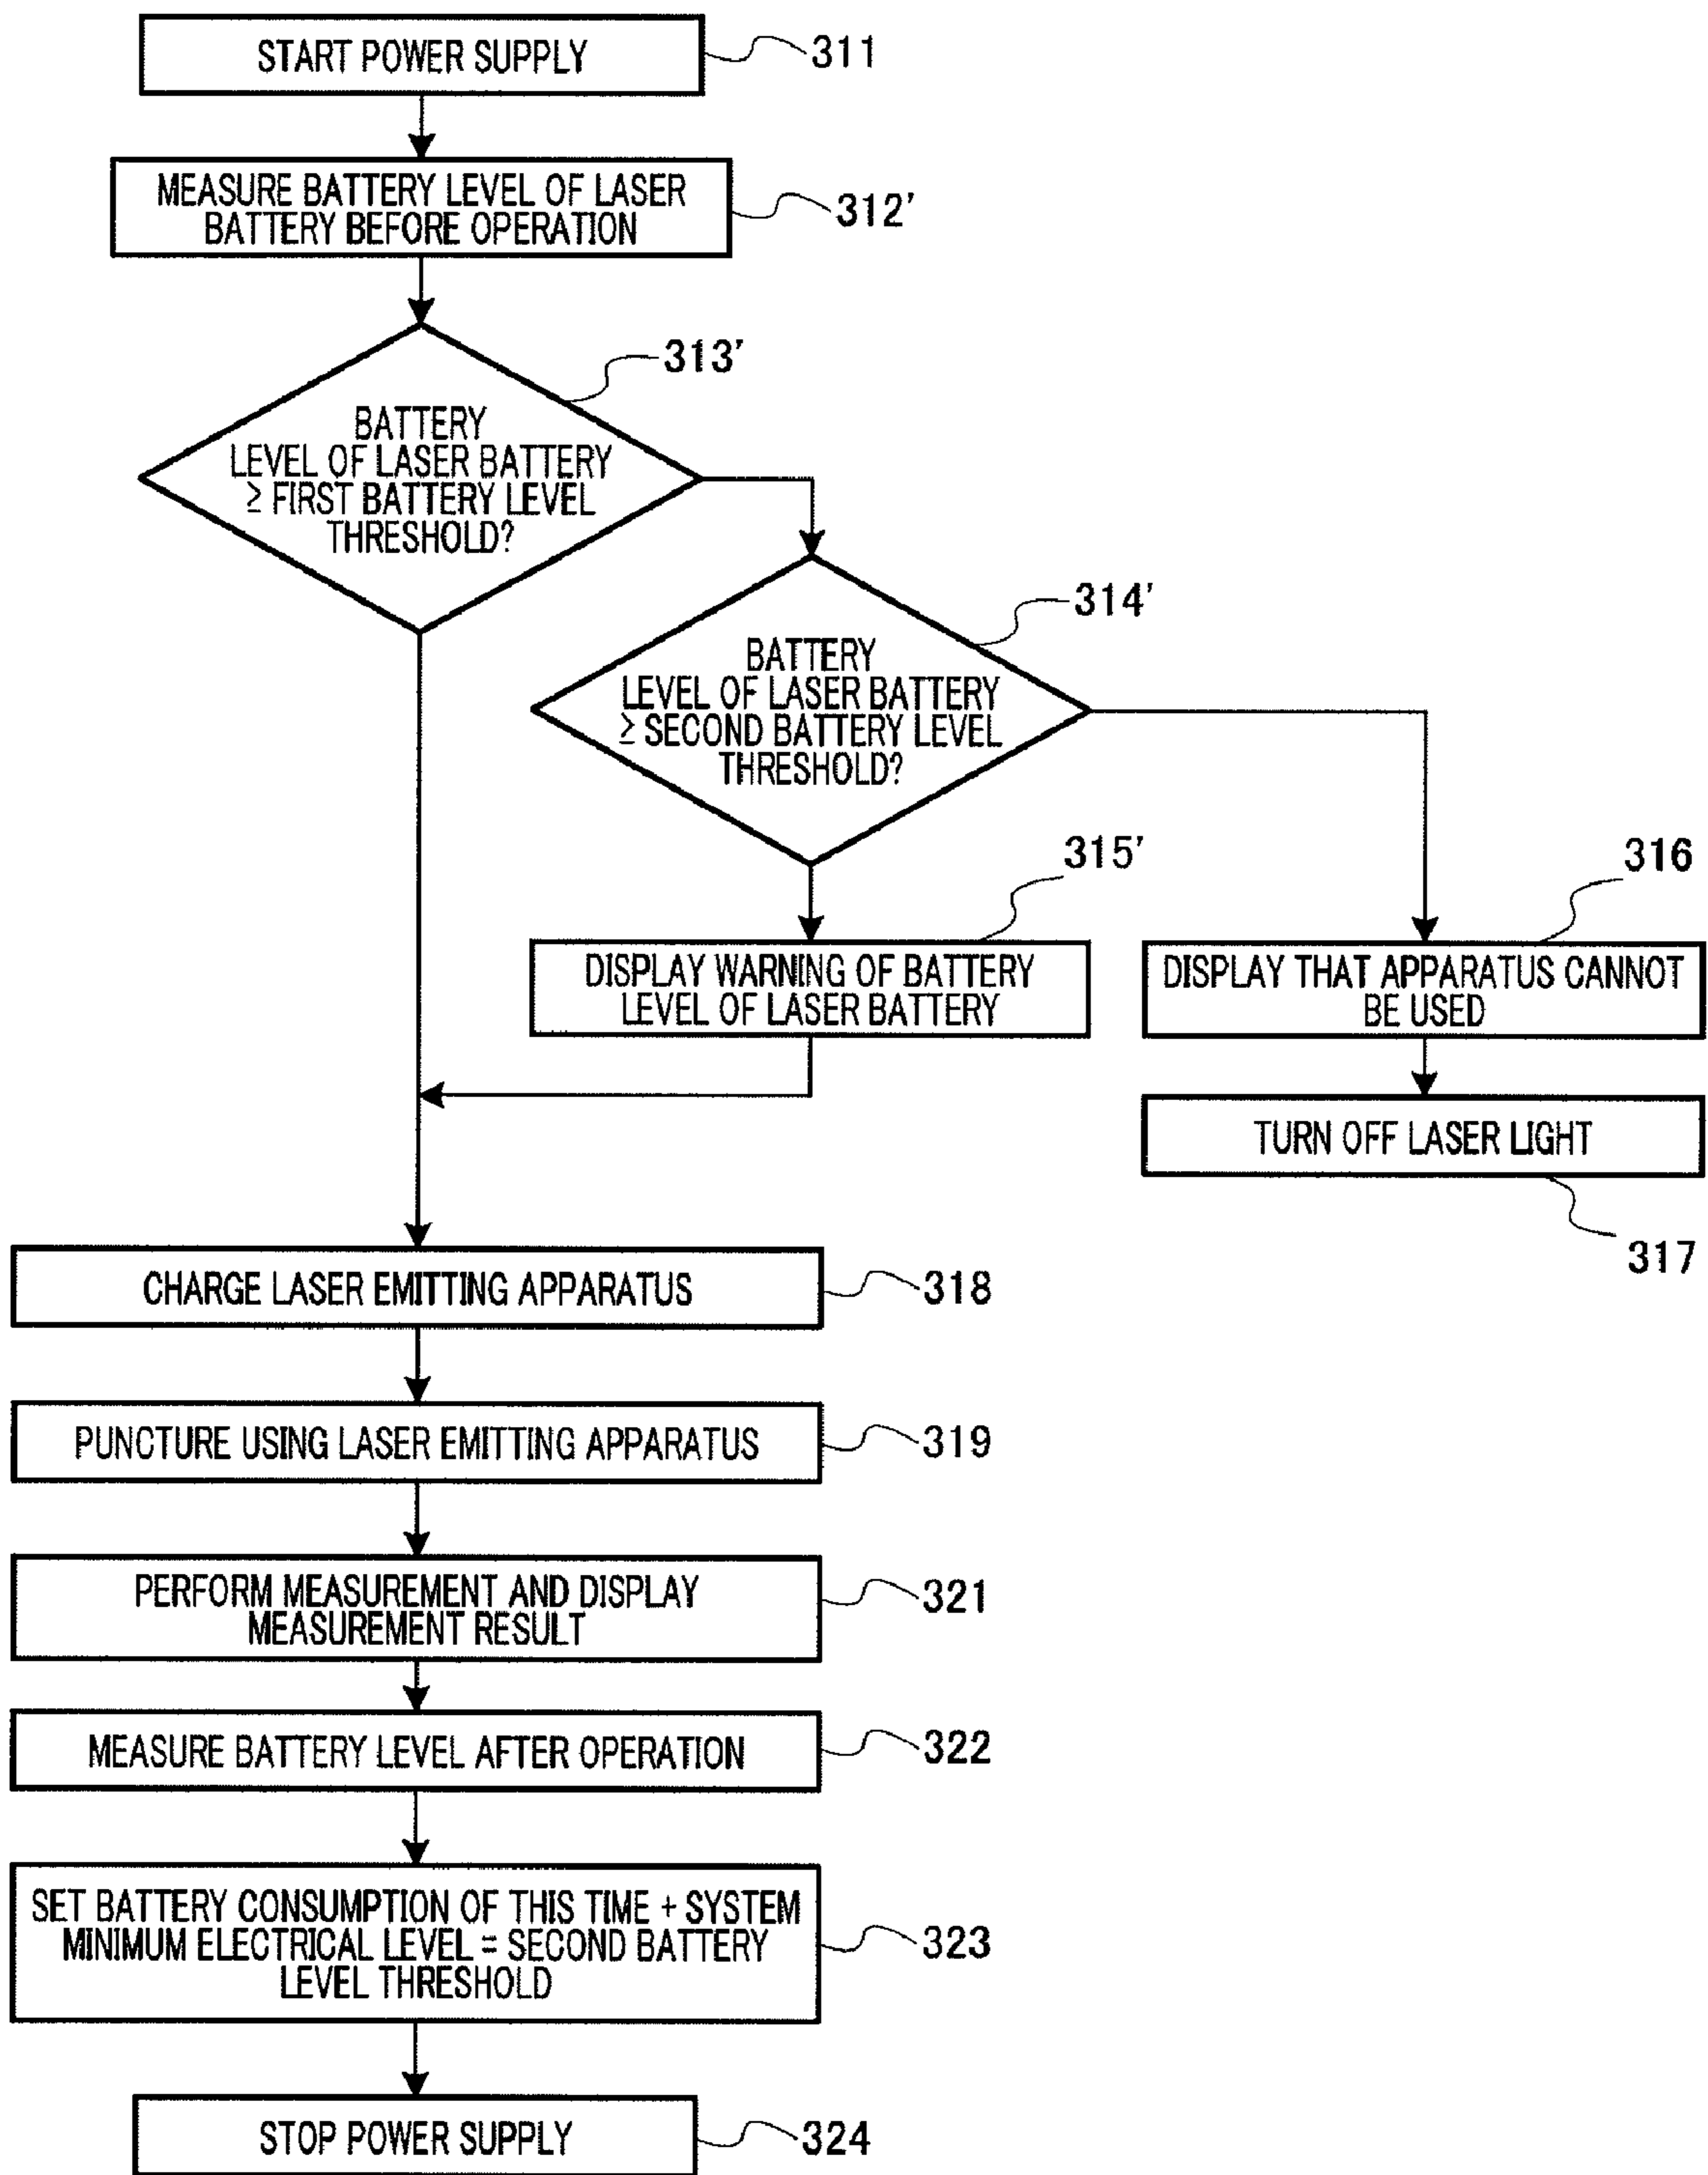 START POWER SUPPLY
311
MEASURE BATTERY LEVEL OF LASER
BATTERY BEFORE OPERATION
312'
313'
BATTERY
LEVEL OF LASER BATTERY
≥ FIRST BATTERY LEVEL
THRESHOLD?
314'
BATTERY
LEVEL OF LASER BATTERY
≥ SECOND BATTERY LEVEL
THRESHOLD?
315'
DISPLAY WARNING OF BATTERY
LEVEL OF LASER BATTERY
316
DISPLAY THAT APPARATUS CANNOT
BE USED
TURN OFF LASER LIGHT
317
CHARGE LASER EMITTING APPARATUS
318
PUNCTURE USING LASER EMITTING APPARATUS
319
PERFORM MEASUREMENT AND DISPLAY
MEASUREMENT RESULT
321
MEASURE BATTERY LEVEL AFTER OPERATION
322
SET BATTERY CONSUMPTION OF THIS TIME + SYSTEM
MINIMUM ELECTRICAL LEVEL = SECOND BATTERY
LEVEL THRESHOLD
323
STOP POWER SUPPLY
324